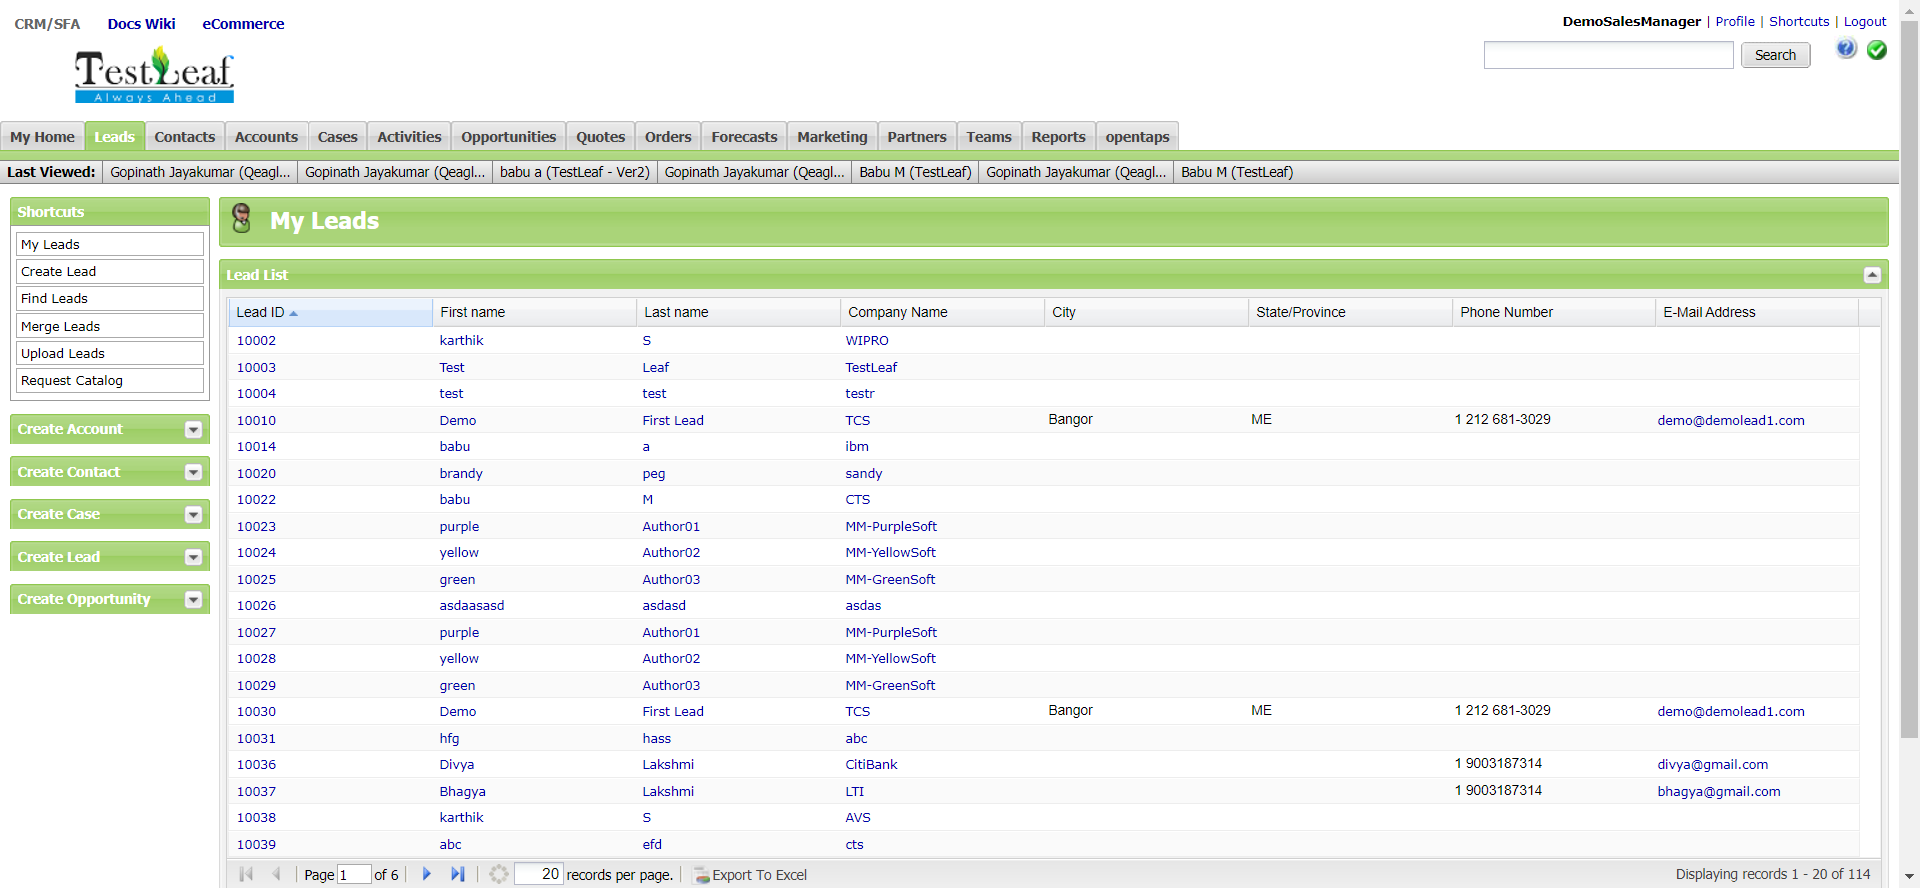 CRM/SFA Docs Wiki eCommerce
DemoSalesManager | Profile | Shortcuts | Logout
Search
TestLeaf
Always Ahead
My Home Leads Contacts Accounts Cases Activities Opportunities Quotes Orders Forecasts Marketing Partners Teams Reports opentaps
Last Viewed: Gopinath Jayakumar (Qeagl... Gopinath Jayakumar (Qeagl... babu a (TestLeaf - Ver2) Gopinath Jayakumar (Qeagl... Babu M (TestLeaf) Gopinath Jayakumar (Qeagl... Babu M (TestLeaf)
Shortcuts
My Leads
Create Lead
Find Leads
Merge Leads
Upload Leads
Request Catalog
Create Account
Create Contact
Create Case
Create Lead
Create Opportunity
My Leads
Lead List
Lead ID First name Last name Company Name City State/Province Phone Number E-Mail Address
10002 karthik S WIPRO
10003 Test Leaf TestLeaf
10004 test test testr
10010 Demo First Lead TCS Bangor ME 1 212 681-3029 demo@demolead1.com
10014 babu a ibm
10020 brandy peg sandy
10022 babu M CTS
10023 purple Author01 MM-PurpleSoft
10024 yellow Author02 MM-YellowSoft
10025 green Author03 MM-GreenSoft
10026 asdaasasd asdasd asdas
10027 purple Author01 MM-PurpleSoft
10028 yellow Author02 MM-YellowSoft
10029 green Author03 MM-GreenSoft
10030 Demo First Lead TCS Bangor ME 1 212 681-3029 demo@demolead1.com
10031 hfg hass abc
10036 Divya Lakshmi CitiBank 1 9003187314 divya@gmail.com
10037 Bhagya Lakshmi LTI 1 9003187314 bhagya@gmail.com
10038 karthik S AVS
10039 abc efd cts
Page 1 of 6 20 records per page. Export To Excel Displaying records 1 - 20 of 114